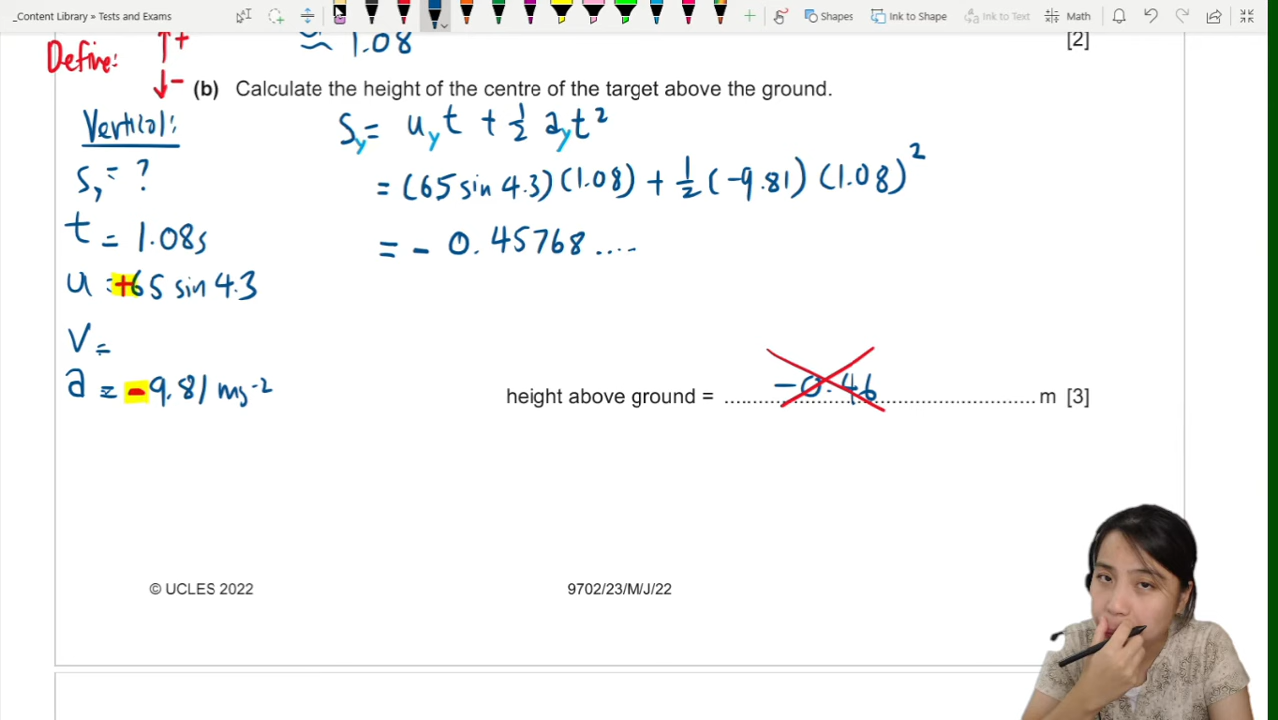 _Content Library » Tests and Exams
Shapes
Ink to Shape
Ink to Text
Math
Define: ↑+
↓-
≈ 1.08
[2]
(b) Calculate the height of the centre of the target above the ground.
Vertical:
Sy = ?
t = 1.08s
u = +65 sin 4.3
V =
a = -9.81 ms-2
Sy = uyt + 1/2 ayt²
= (65 sin 4.3)(1.08) + 1/2 (-9.81) (1.08)²
= - 0.45768....
-0.46
height above ground = .......................................................... m [3]
© UCLES 2022
9702/23/M/J/22